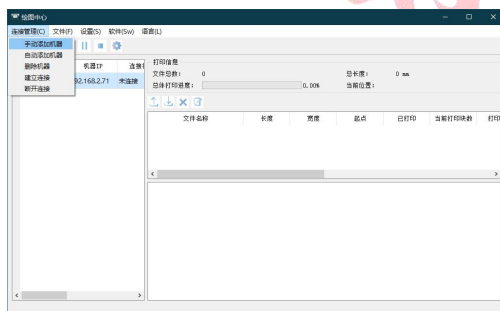 绘图中心
连接管理(C) 文件(F) 设置(S) 软件(Sw) 语言(L)
手动添加机器
自动添加机器
删除机器
建立连接
断开连接
机器IP 连接
92.168.2.71 未连接
打印信息
文件总数: 0 总长度: 0 mm
总体打印进度: 0.00% 当前位置:
文件名称 长度 宽度 起点 已打印 当前打印块数 打印